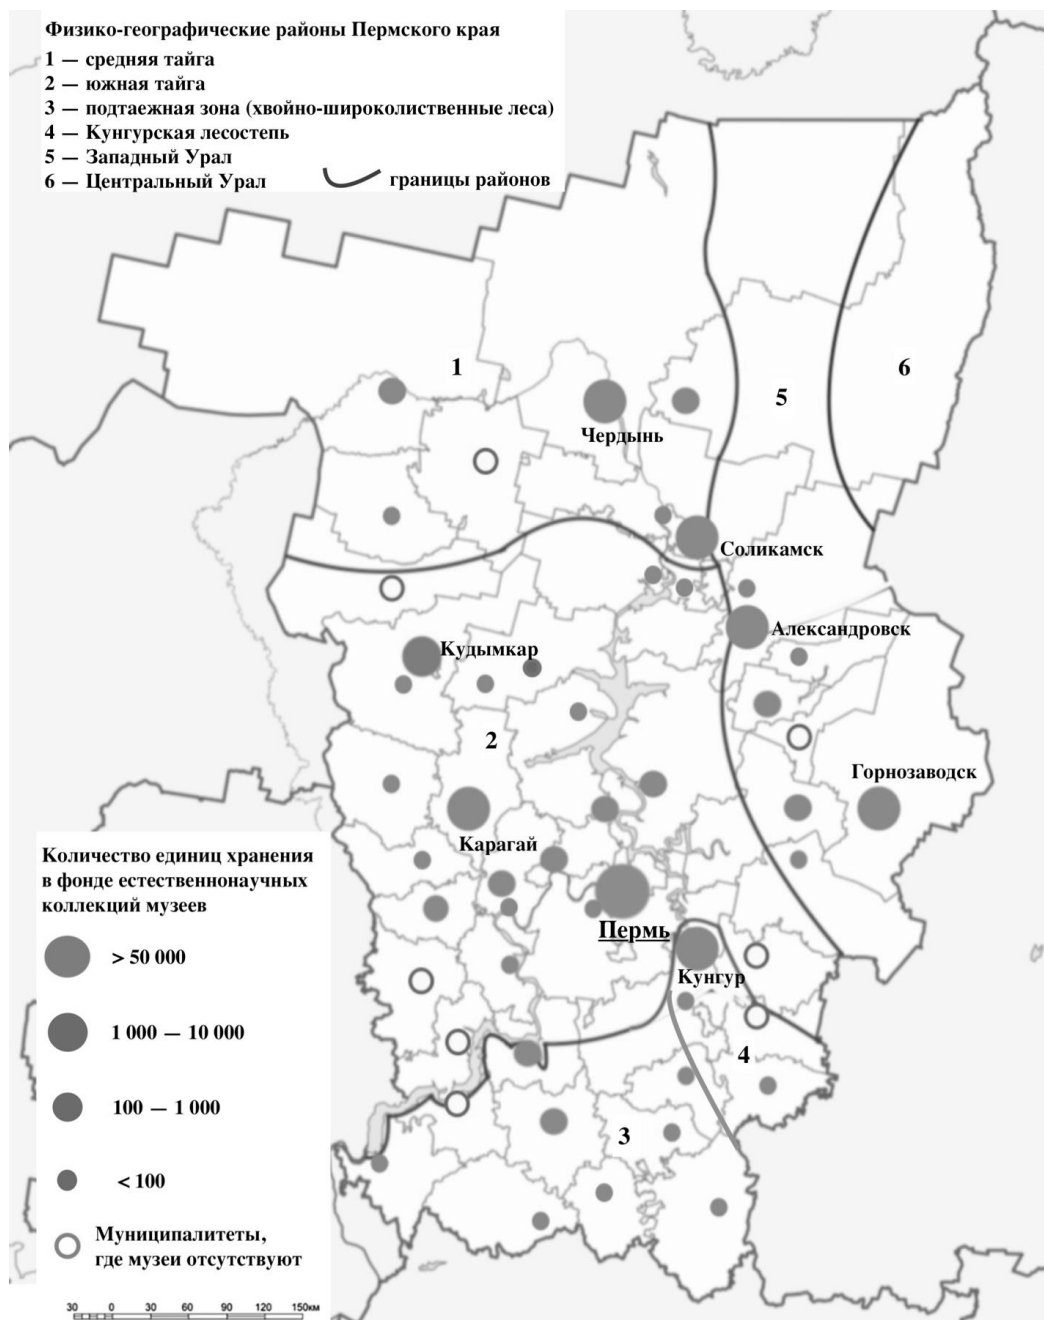 Физико-географические районы Пермского края
1 — средняя тайга
2 — южная тайга
3 — подтаежная зона (хвойно-широколиственные леса)
4 — Кунгурская лесостепь
5 — Западный Урал
6 — Центральный Урал
границы районов
1
6
5
Чердынь
Соликамск
Александровск
Кудымкар
2
Горнозаводск
Карагай
Пермь
Кунгур
4
3
Количество единиц хранения
в фонде естественнонаучных
коллекций музеев
> 50 000
1 000 — 10 000
100 — 1 000
< 100
Муниципалитеты,
где музеи отсутствуют
30 0 30 60 90 120 150км